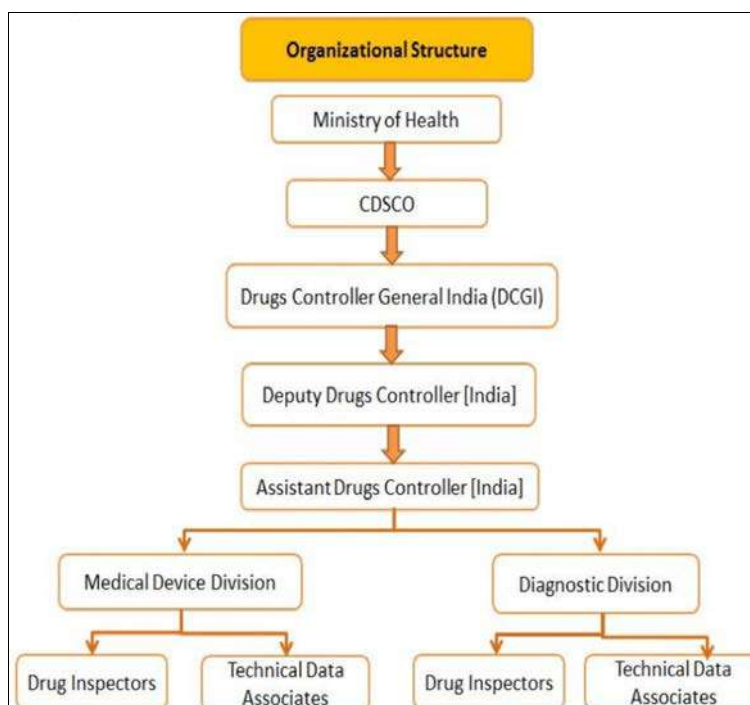 Organizational Structure
Ministry of Health
CDSCO
Drugs Controller General India (DCGI)
Deputy Drugs Controller [India]
Assistant Drugs Controller [India]
Medical Device Division
Diagnostic Division
Drug Inspectors
Technical Data
Associates
Drug Inspectors
Technical Data
Associates